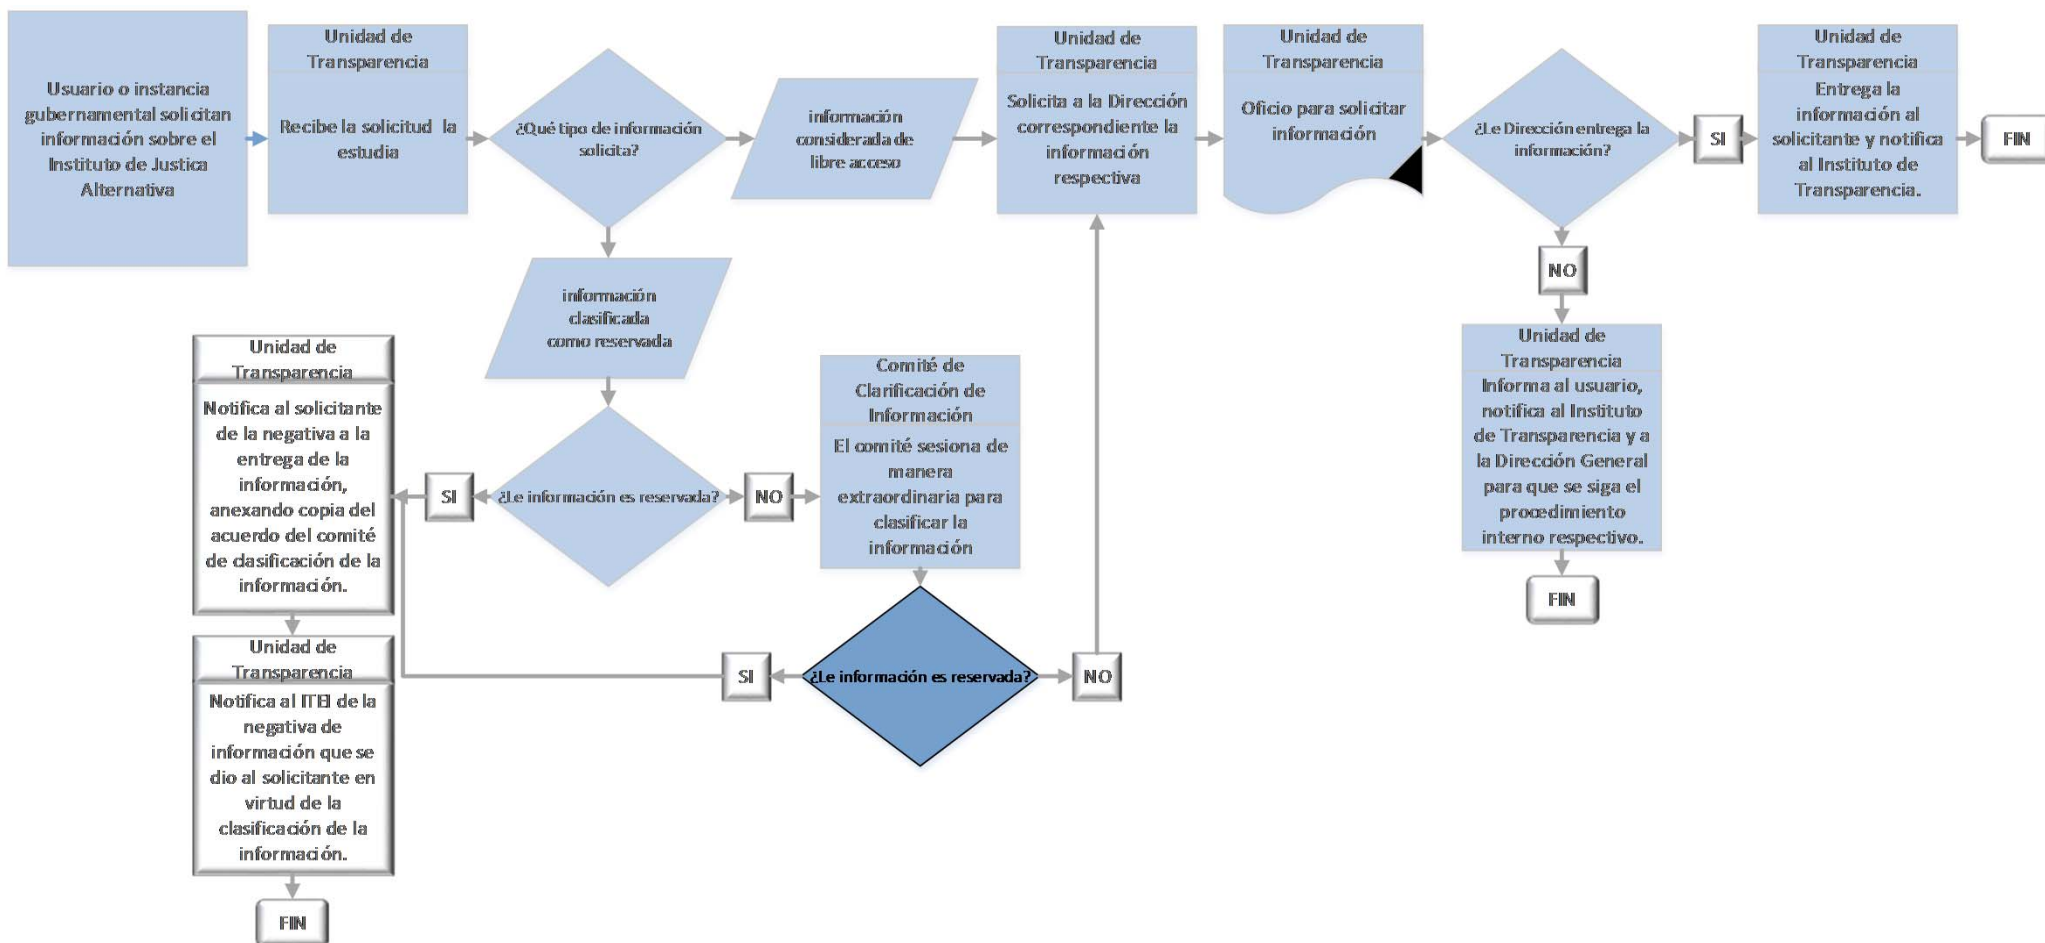 Usuario o instancia
gubernamental solicitan
información sobre el
Instituto de Justica
Alternativa
Unidad de
Transparencia
Recibe la solicitud la
estudia
¿Qué tipo de información
solicita?
información
considerada de
libre acceso
Unidad de
Transparencia
Solicita a la Dirección
correspondiente la
información
respectiva
Unidad de
Transparencia
Oficio para solicitar
información
¿Le Dirección entrega la
información?
SI
Unidad de
Transparencia
Entrega la
información al
solicitante y notifica
al Instituto de
Transparencia.
FIN
NO
Unidad de
Transparencia
Informa al usuario,
notifica al Instituto
de Transparencia y a
la Dirección General
para que se siga el
procedimiento
interno respectivo.
FIN
información
clasificada
como reservada
¿Le información es reservada?
SI
NO
Comité de
Clarificación de
Información
El comité sesiona de
manera
extraordinaria para
clasificar la
información
¿Le información es reservada?
SI
NO
Unidad de
Transparencia
Notifica al solicitante
de la negativa a la
entrega de la
información,
anexando copia del
acuerdo del comité
de clasificación de la
información.
Unidad de
Transparencia
Notifica al ITEI de la
negativa de
información que se
dio al solicitante en
virtud de la
clasificación de la
información.
FIN